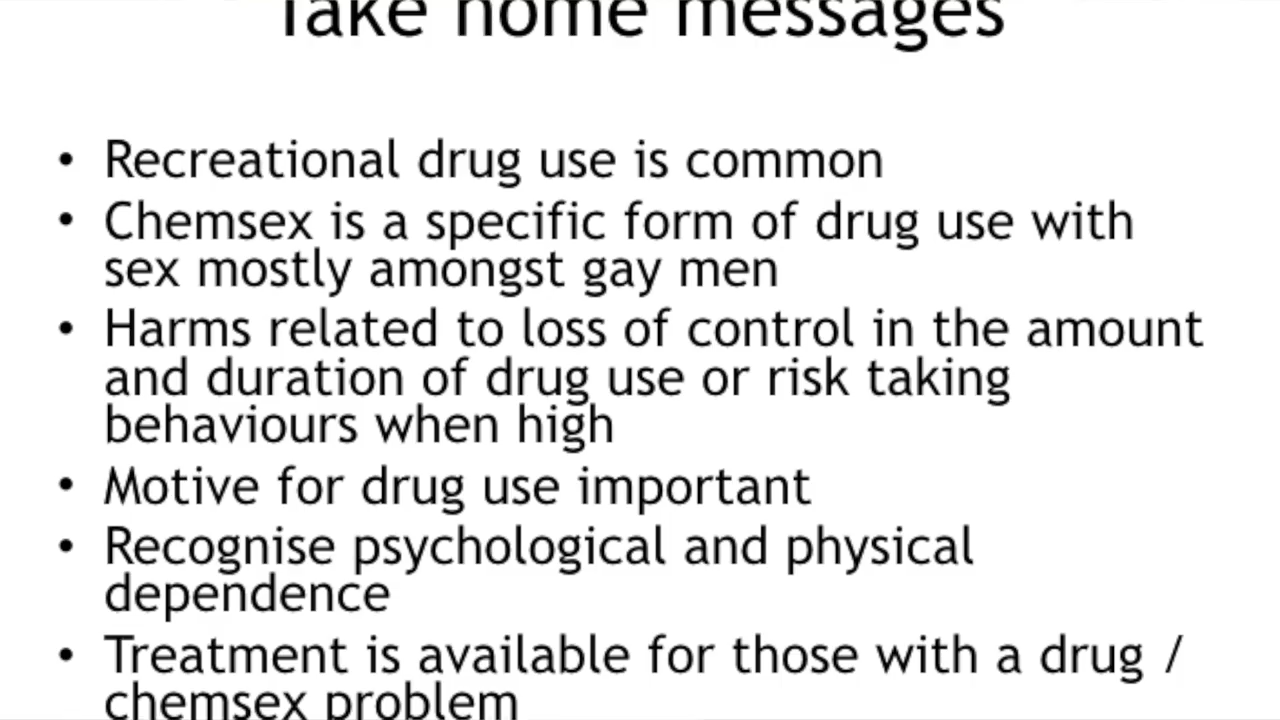 Take home messages
• Recreational drug use is common
• Chemsex is a specific form of drug use with
sex mostly amongst gay men
• Harms related to loss of control in the amount
and duration of drug use or risk taking
behaviours when high
• Motive for drug use important
• Recognise psychological and physical
dependence
• Treatment is available for those with a drug /
chemsex problem